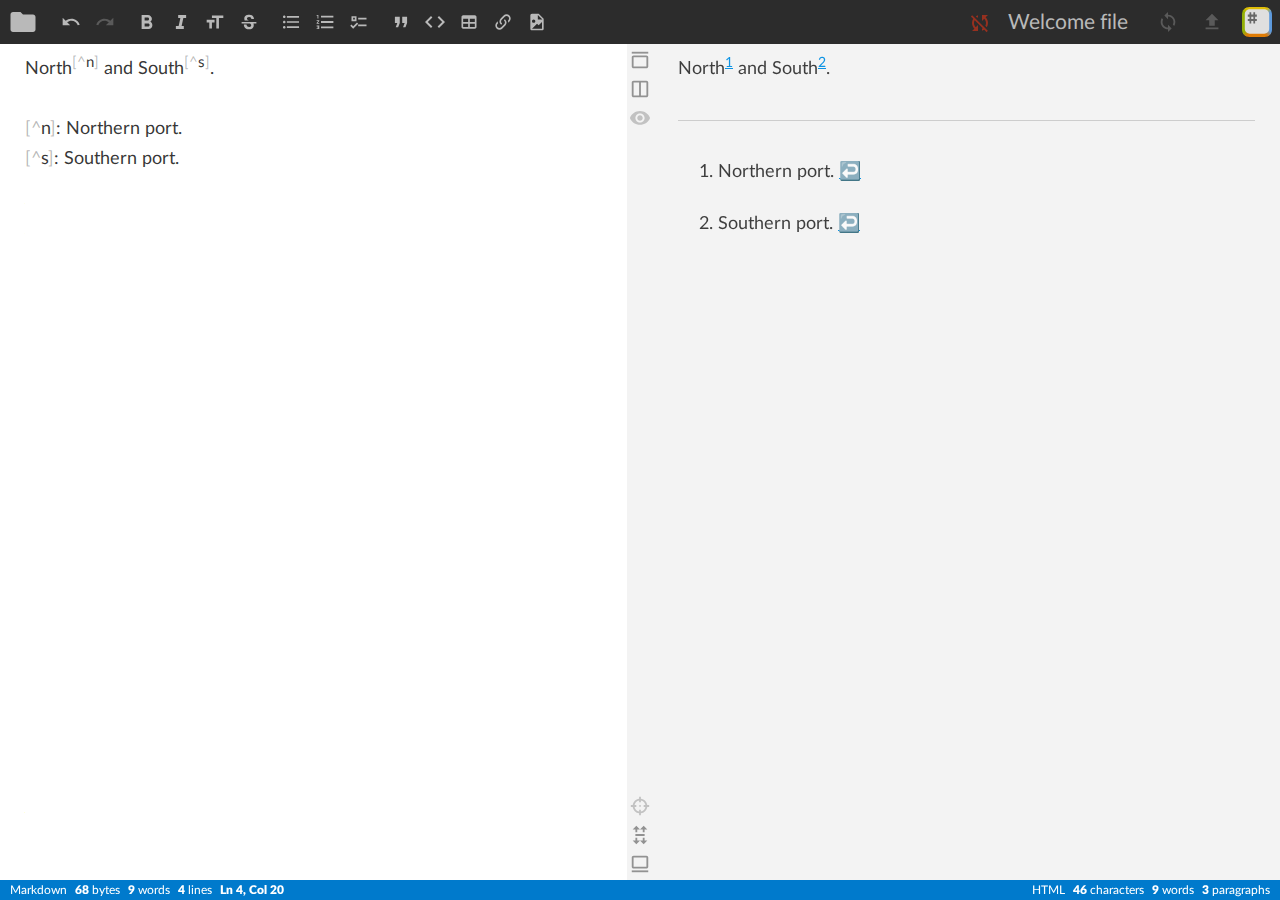 Welcome file
North[^n] and South[^s].
[^n]: Northern port.
[^s]: Southern port.
North1 and South2.
1. Northern port. ↩
2. Southern port. ↩
Markdown 68 bytes 9 words 4 lines Ln 4, Col 20
HTML 46 characters 9 words 3 paragraphs